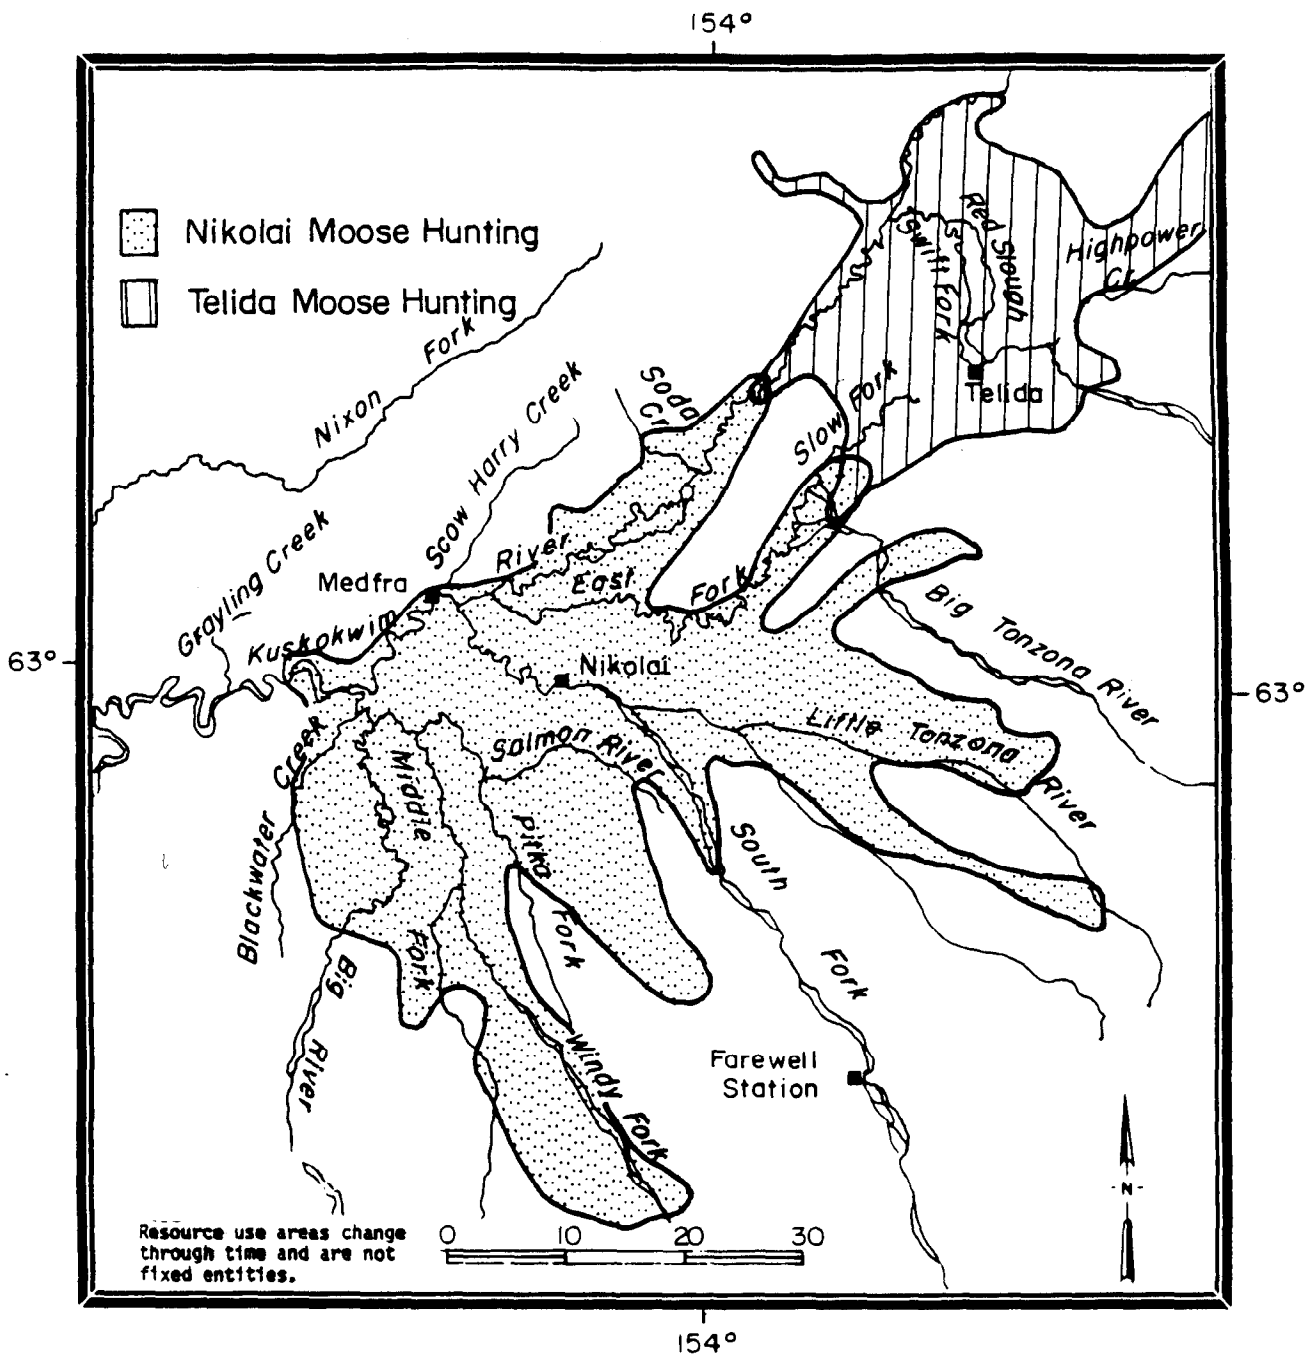 154°
Nikolai Moose Hunting
Telida Moose Hunting
Red Slough
Swift Fork
Highpower
Cr.
Telida
Nixon Fork
Soda
Cr.
Slow Fork
Scow Harry Creek
Grayling Creek
Medfra
River
East
Fork
Kuskokwim
Big Tonzona River
63°
Nikolai
63°
Little Tonzona
River
Salmon River
Creek
Blackwater
Middle
Fork
Pitka
Fork
South
Fork
Big
River
Windy Fork
Farewell
Station
N
Resource use areas change
through time and are not
fixed entities.
0 10 20 30
154°